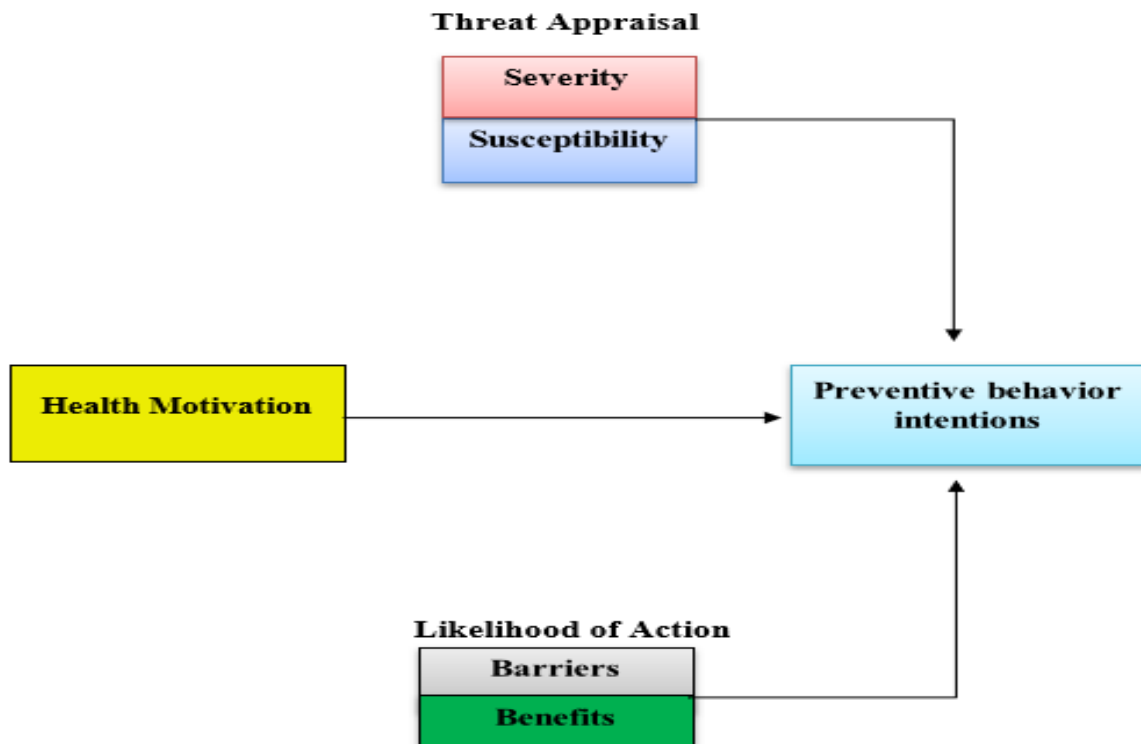 Threat Appraisal
Severity
Susceptibility
Health Motivation
Preventive behavior
intentions
Likelihood of Action
Barriers
Benefits